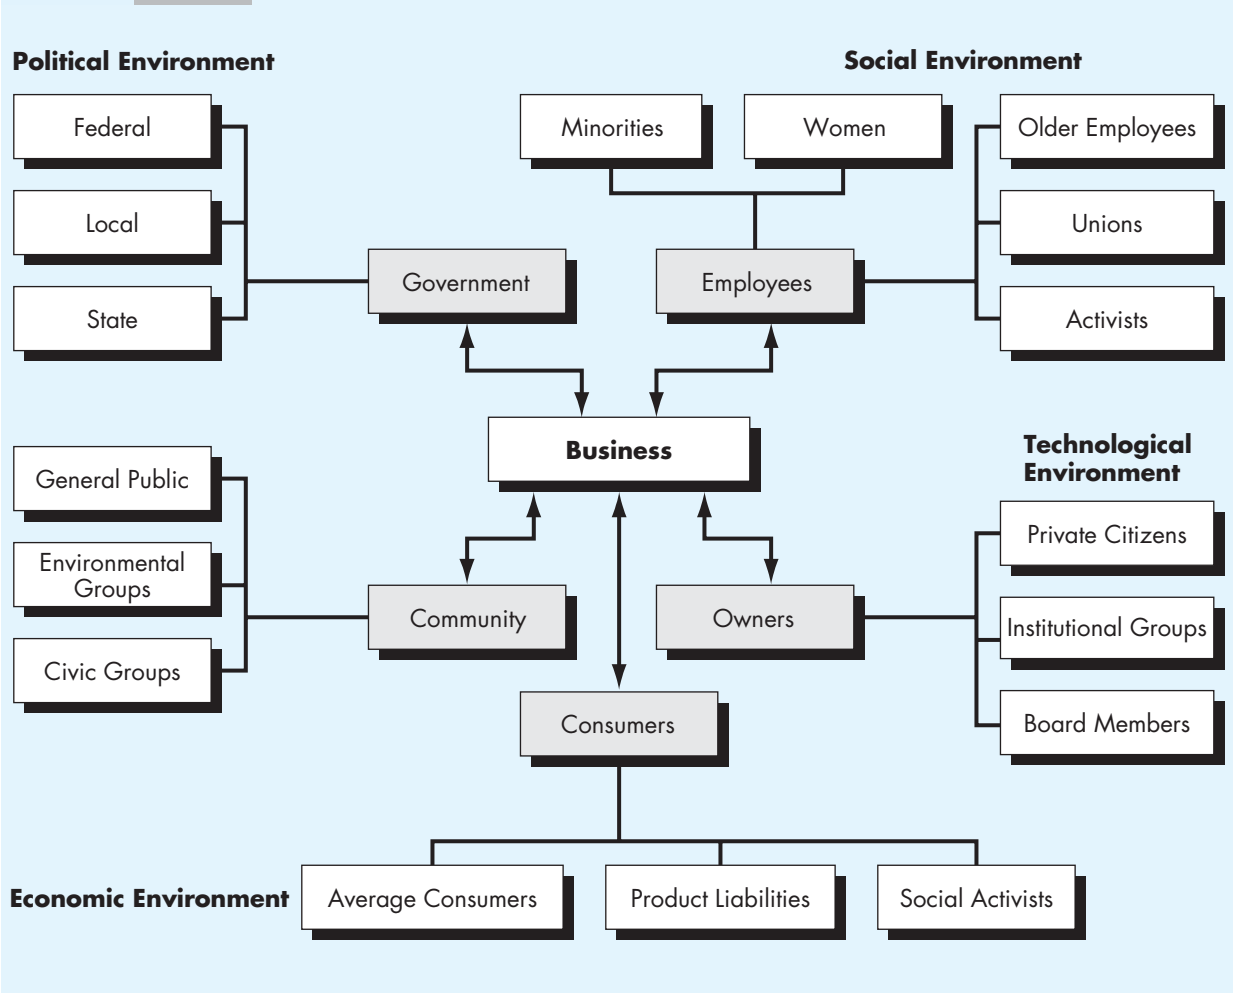 Political Environment
Social Environment
Federal
Minorities
Women
Older Employees
Local
Unions
Government
Employees
State
Activists
Business
Technological
Environment
General Public
Private Citizens
Environmental
Groups
Community
Owners
Institutional Groups
Civic Groups
Consumers
Board Members
Economic Environment
Average Consumers
Product Liabilities
Social Activists